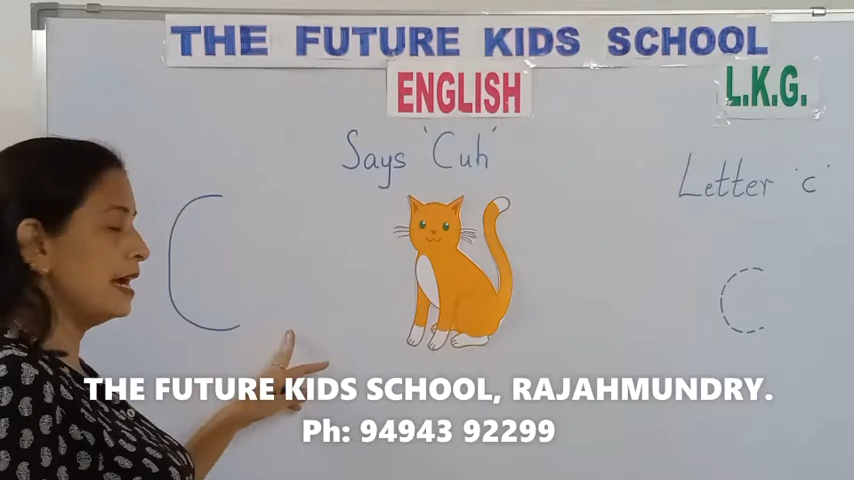 THE FUTURE KIDS SCHOOL
ENGLISH
L.K.G.
Says 'Cuh'
Letter 'c'
C
C
THE FUTURE KIDS SCHOOL, RAJAHMUNDRY.
Ph: 94943 92299